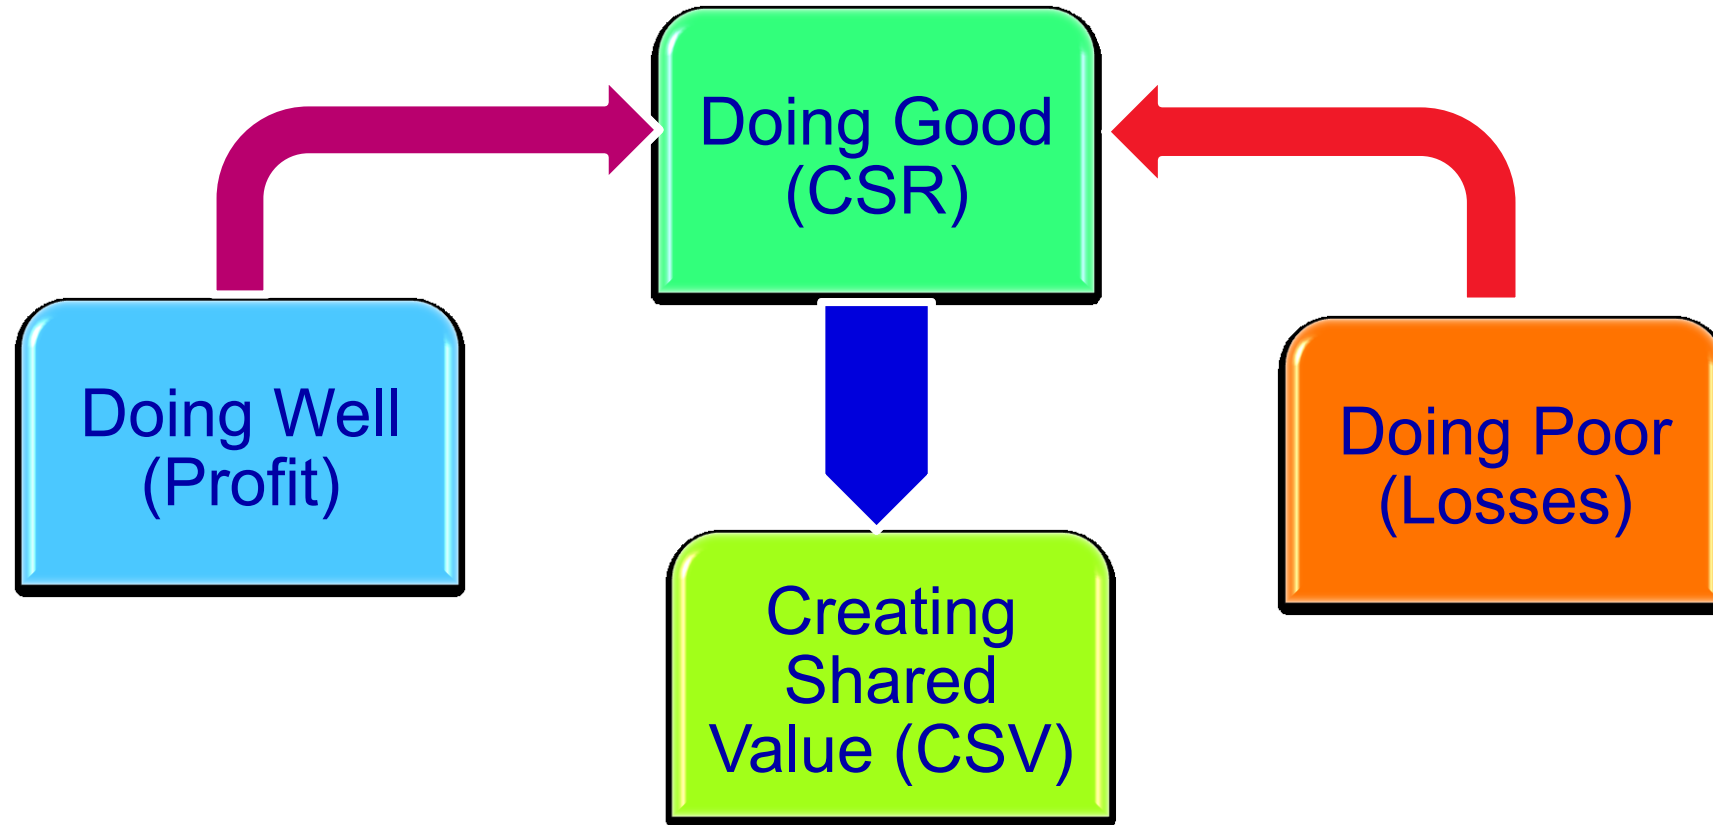 Doing Good
(CSR)
Doing Well
(Profit)
Doing Poor
(Losses)
Creating
Shared
Value (CSV)